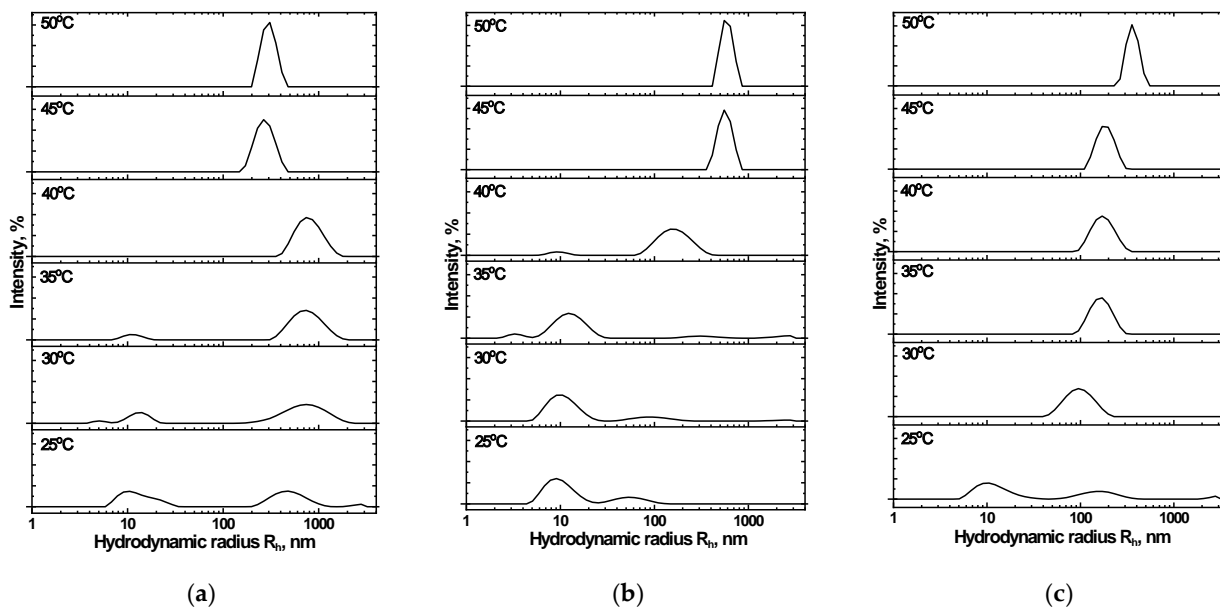 50°C
45°C
40°C
35°C
30°C
25°C
Intensity, %
1 10 100 1000
Hydrodynamic radius Rh, nm
(a)
50°C
45°C
40°C
35°C
30°C
25°C
Intensity, %
1 10 100 1000
Hydrodynamic radius Rh, nm
(b)
50°C
45°C
40°C
35°C
30°C
25°C
Intensity, %
1 10 100 1000
Hydrodynamic radius Rh, nm
(c)